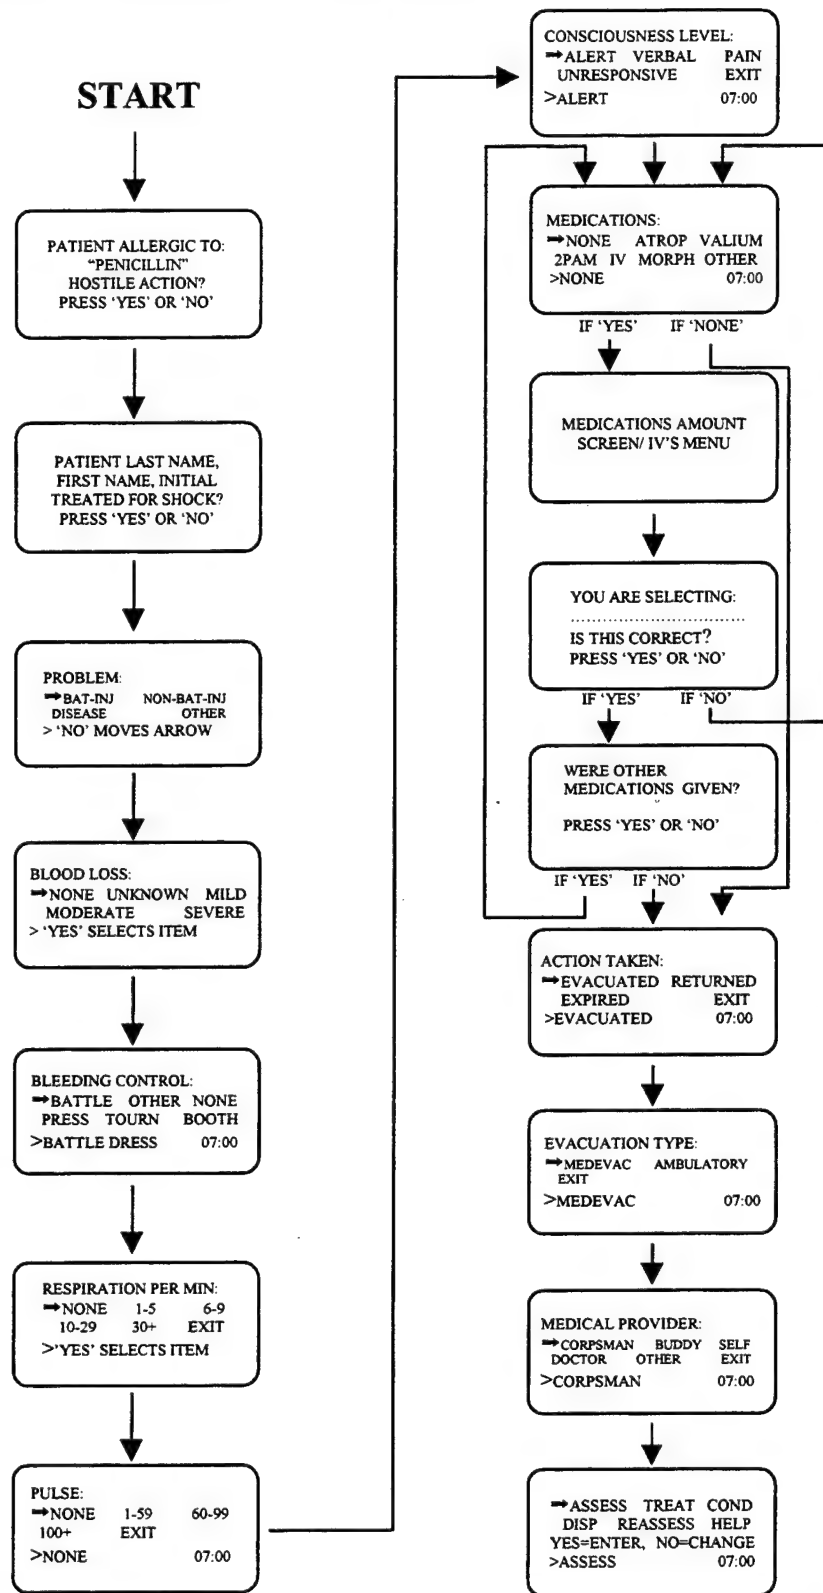 START
PATIENT ALLERGIC TO:
“PENICILLIN”
HOSTILE ACTION?
PRESS ‘YES’ OR ‘NO’
PATIENT LAST NAME,
FIRST NAME, INITIAL
TREATED FOR SHOCK?
PRESS ‘YES’ OR ‘NO’
PROBLEM:
➡BAT-INJ NON-BAT-INJ
DISEASE OTHER
> ‘NO’ MOVES ARROW
BLOOD LOSS:
➡NONE UNKNOWN MILD
MODERATE SEVERE
> ‘YES’ SELECTS ITEM
BLEEDING CONTROL:
➡BATTLE OTHER NONE
PRESS TOURN BOOTH
>BATTLE DRESS 07:00
RESPIRATION PER MIN:
➡NONE 1-5 6-9
10-29 30+ EXIT
>'YES’ SELECTS ITEM
PULSE:
➡NONE 1-59 60-99
100+ EXIT
>NONE 07:00
CONSCIOUSNESS LEVEL:
➡ALERT VERBAL PAIN
UNRESPONSIVE EXIT
>ALERT 07:00
MEDICATIONS:
➡NONE ATROP VALIUM
2PAM IV MORPH OTHER
>NONE 07:00
IF ‘YES’ IF ‘NONE’
MEDICATIONS AMOUNT
SCREEN/ IV’S MENU
YOU ARE SELECTING:
................................
IS THIS CORRECT?
PRESS ‘YES’ OR ‘NO’
IF ‘YES’ IF ‘NO’
WERE OTHER
MEDICATIONS GIVEN?
PRESS ‘YES’ OR ‘NO’
IF ‘YES’ IF ‘NO’
ACTION TAKEN:
➡EVACUATED RETURNED
EXPIRED EXIT
>EVACUATED 07:00
EVACUATION TYPE:
➡MEDEVAC AMBULATORY
EXIT
>MEDEVAC 07:00
MEDICAL PROVIDER:
➡CORPSMAN BUDDY SELF
DOCTOR OTHER EXIT
>CORPSMAN 07:00
➡ASSESS TREAT COND
DISP REASSESS HELP
YES=ENTER, NO=CHANGE
>ASSESS 07:00